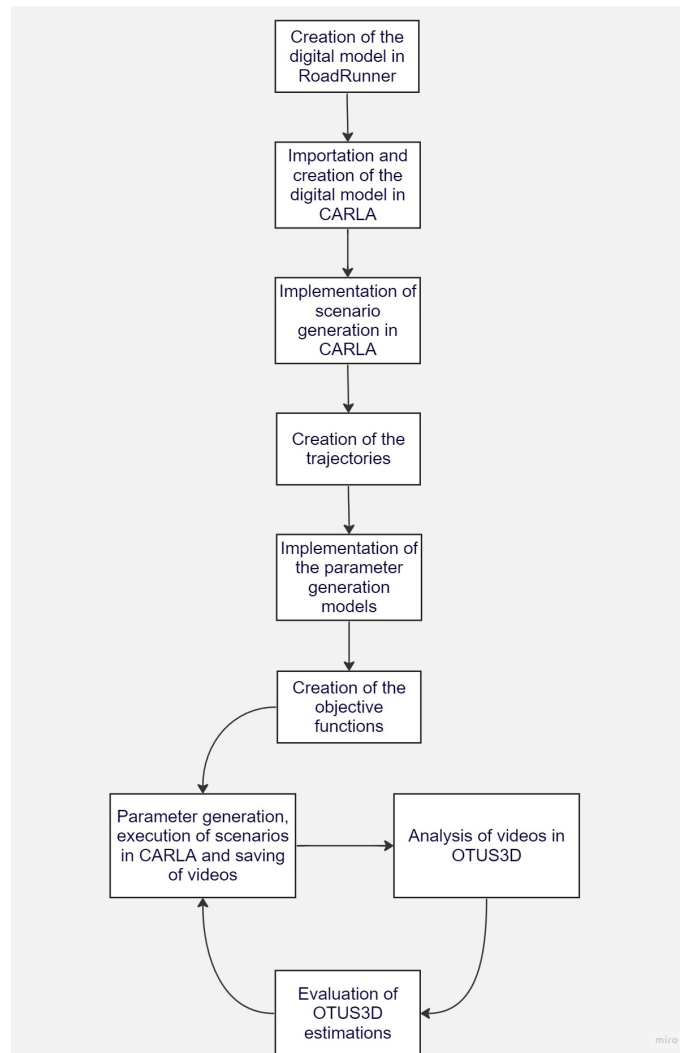 Creation of the
digital model in
RoadRunner
Importation and
creation of the
digital model in
CARLA
Implementation of
scenario
generation in
CARLA
Creation of the
trajectories
Implementation of
the parameter
generation
models
Creation of the
objective
functions
Parameter generation,
execution of scenarios
in CARLA and saving
of videos
Analysis of videos in
OTUS3D
Evaluation of
OTUS3D
estimations
miro